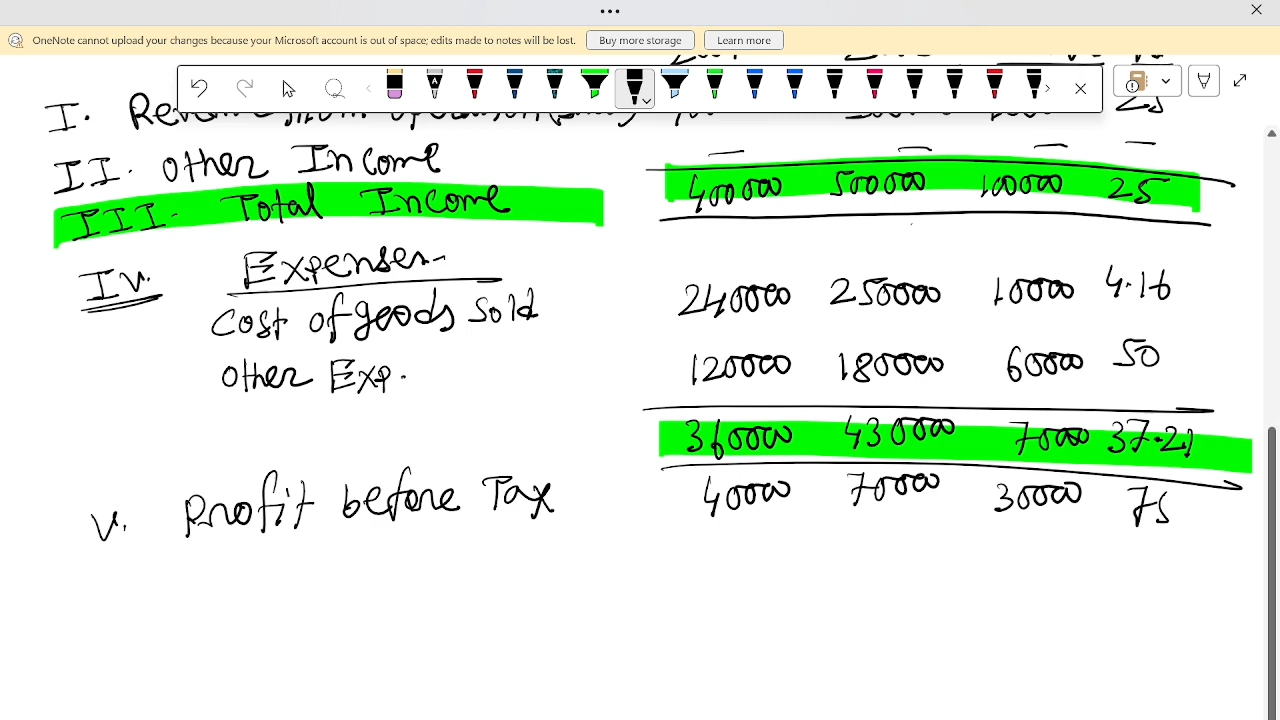 OneNote cannot upload your changes because your Microsoft account is out of space; edits made to notes will be lost. Buy more storage Learn more
I.
25
II. Other Income — — — —
III. Total Income 400000 500000 100000 25
IV. Expenses-
Cost of goods sold 240000 250000 10000 4.16
Other Exp. 120000 180000 60000 50
360000 430000 70000
V. Profit before Tax 40000 70000 30000 75